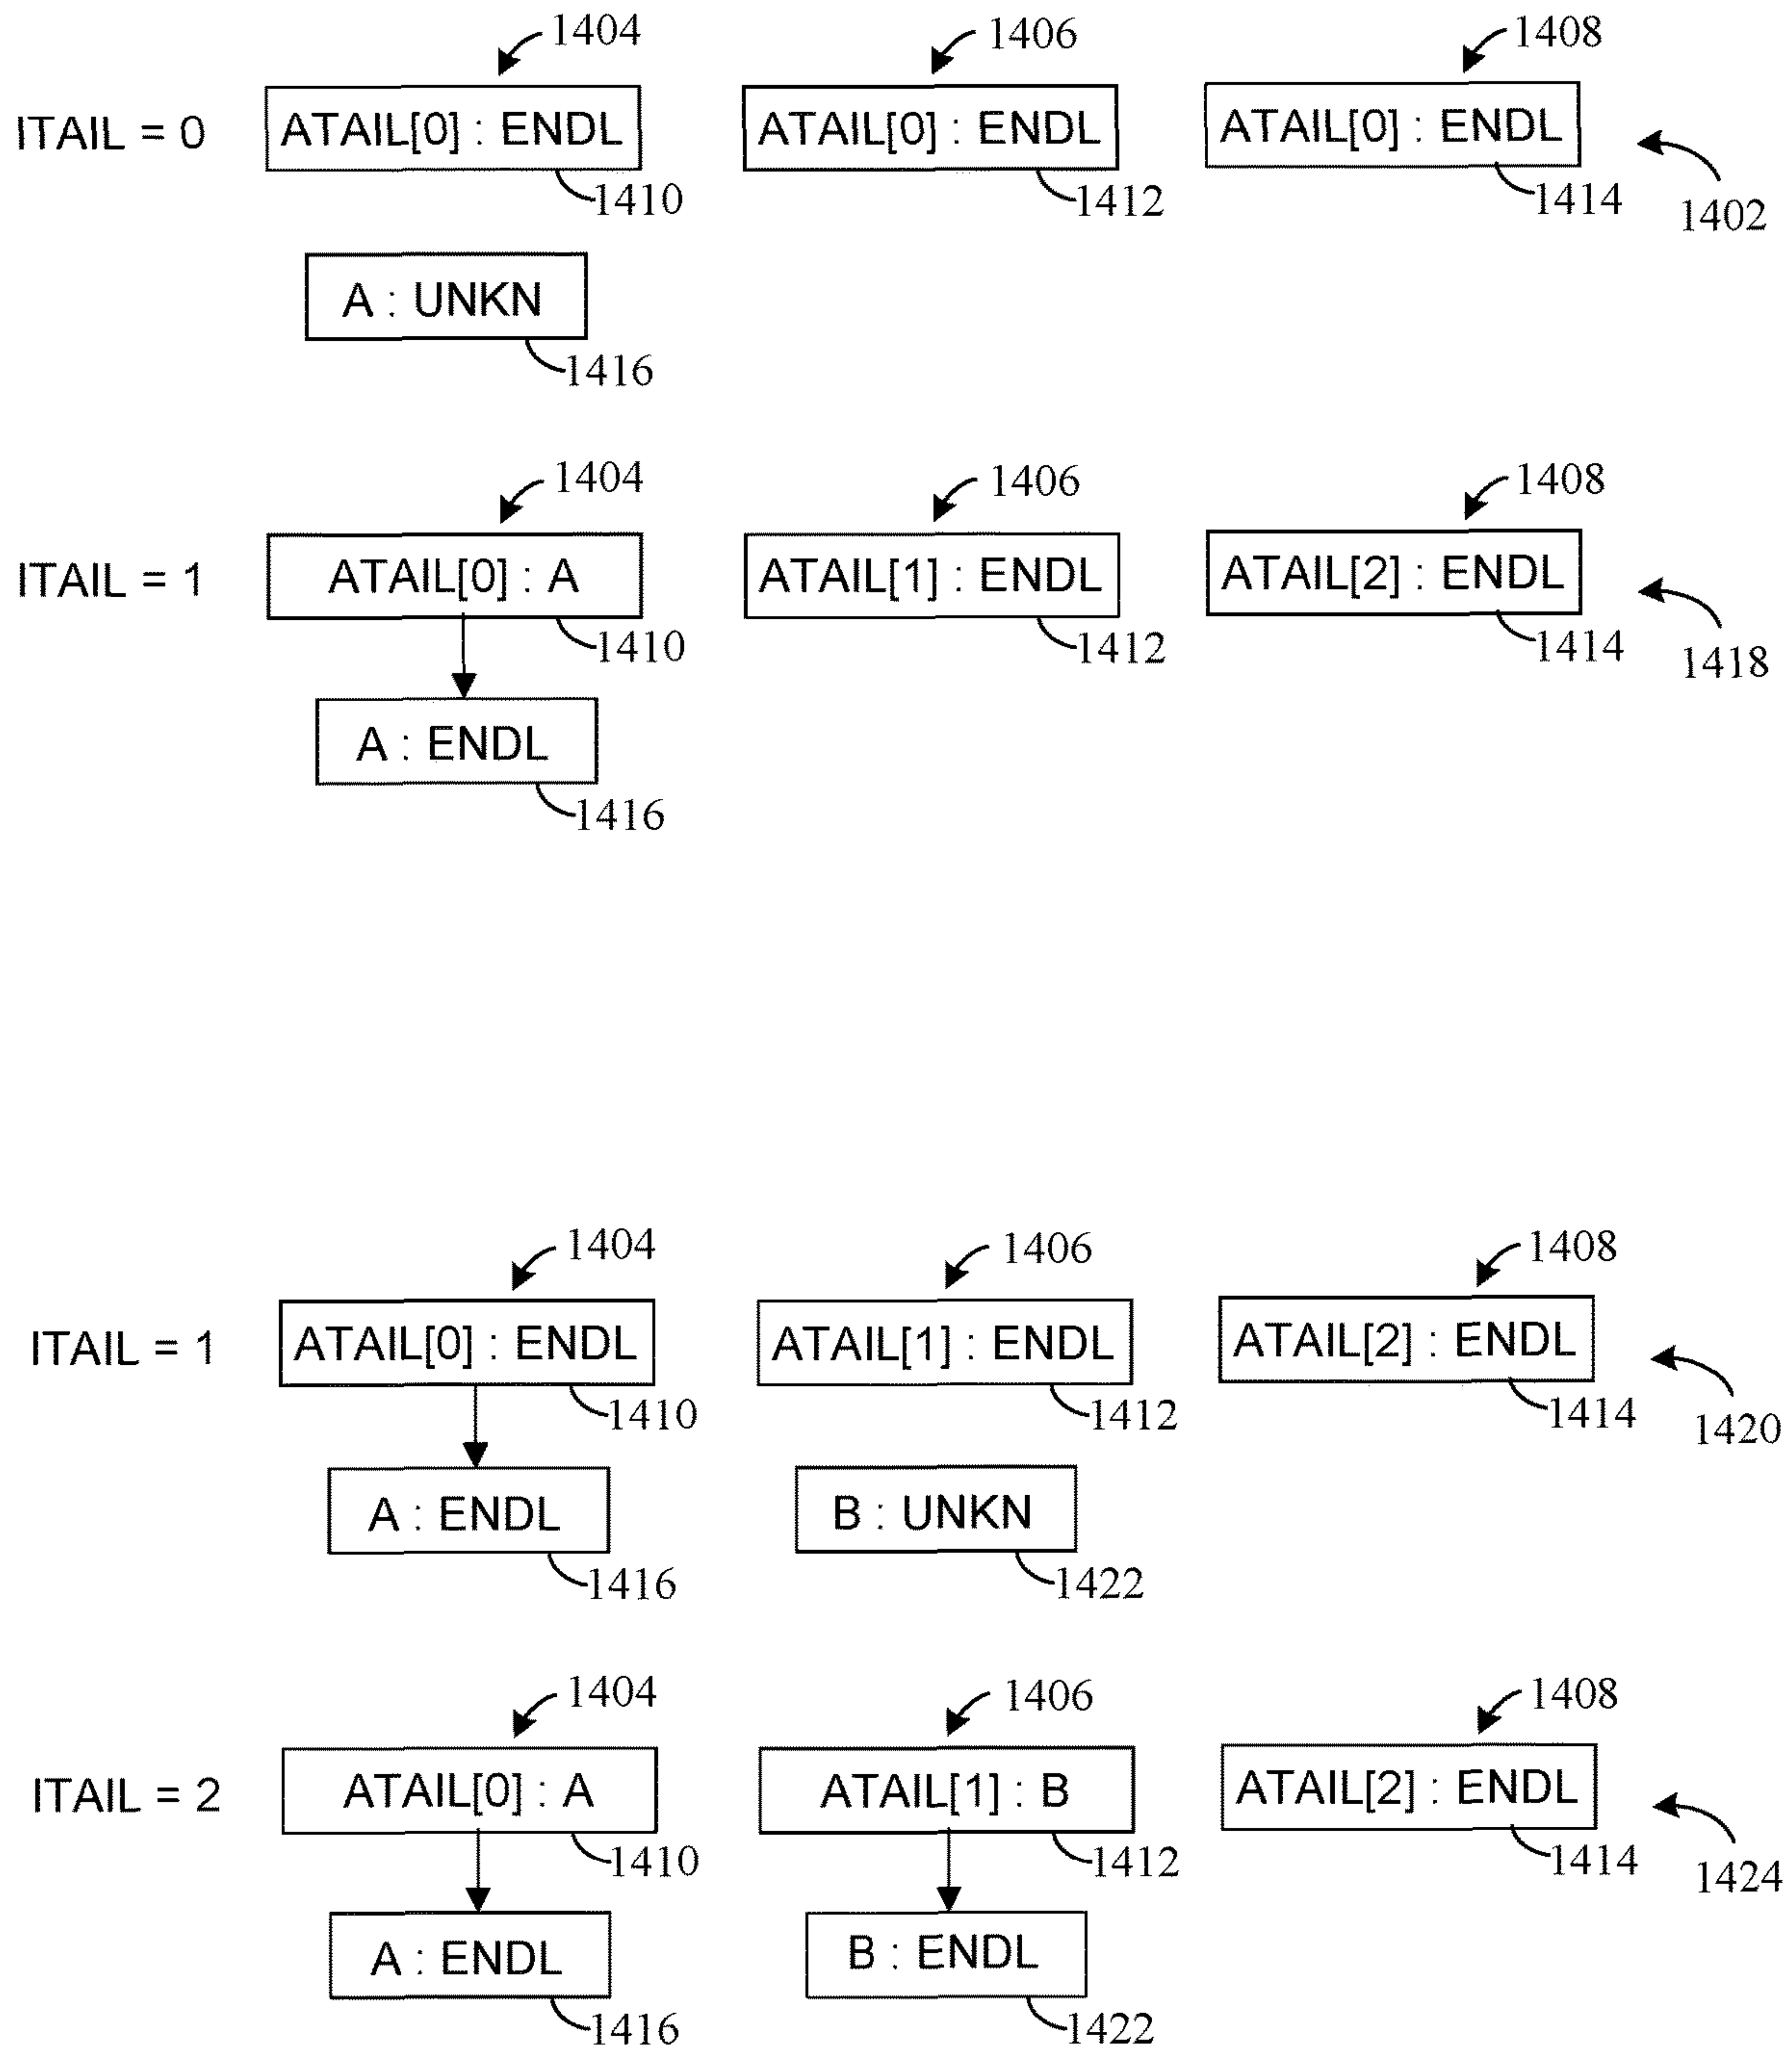 1404 1406 1408
ITAIL = 0 ATAIL[0] : ENDL ATAIL[0] : ENDL ATAIL[0] : ENDL
1410 1412 1414 1402
A : UNKN
1416
1404 1406 1408
ITAIL = 1 ATAIL[0] : A ATAIL[1] : ENDL ATAIL[2] : ENDL
1410 1412 1414 1418
A : ENDL
1416
1404 1406 1408
ITAIL = 1 ATAIL[0] : ENDL ATAIL[1] : ENDL ATAIL[2] : ENDL
1410 1412 1414 1420
A : ENDL B : UNKN
1416 1422
1404 1406 1408
ITAIL = 2 ATAIL[0] : A ATAIL[1] : B ATAIL[2] : ENDL
1410 1412 1414 1424
A : ENDL B : ENDL
1416 1422